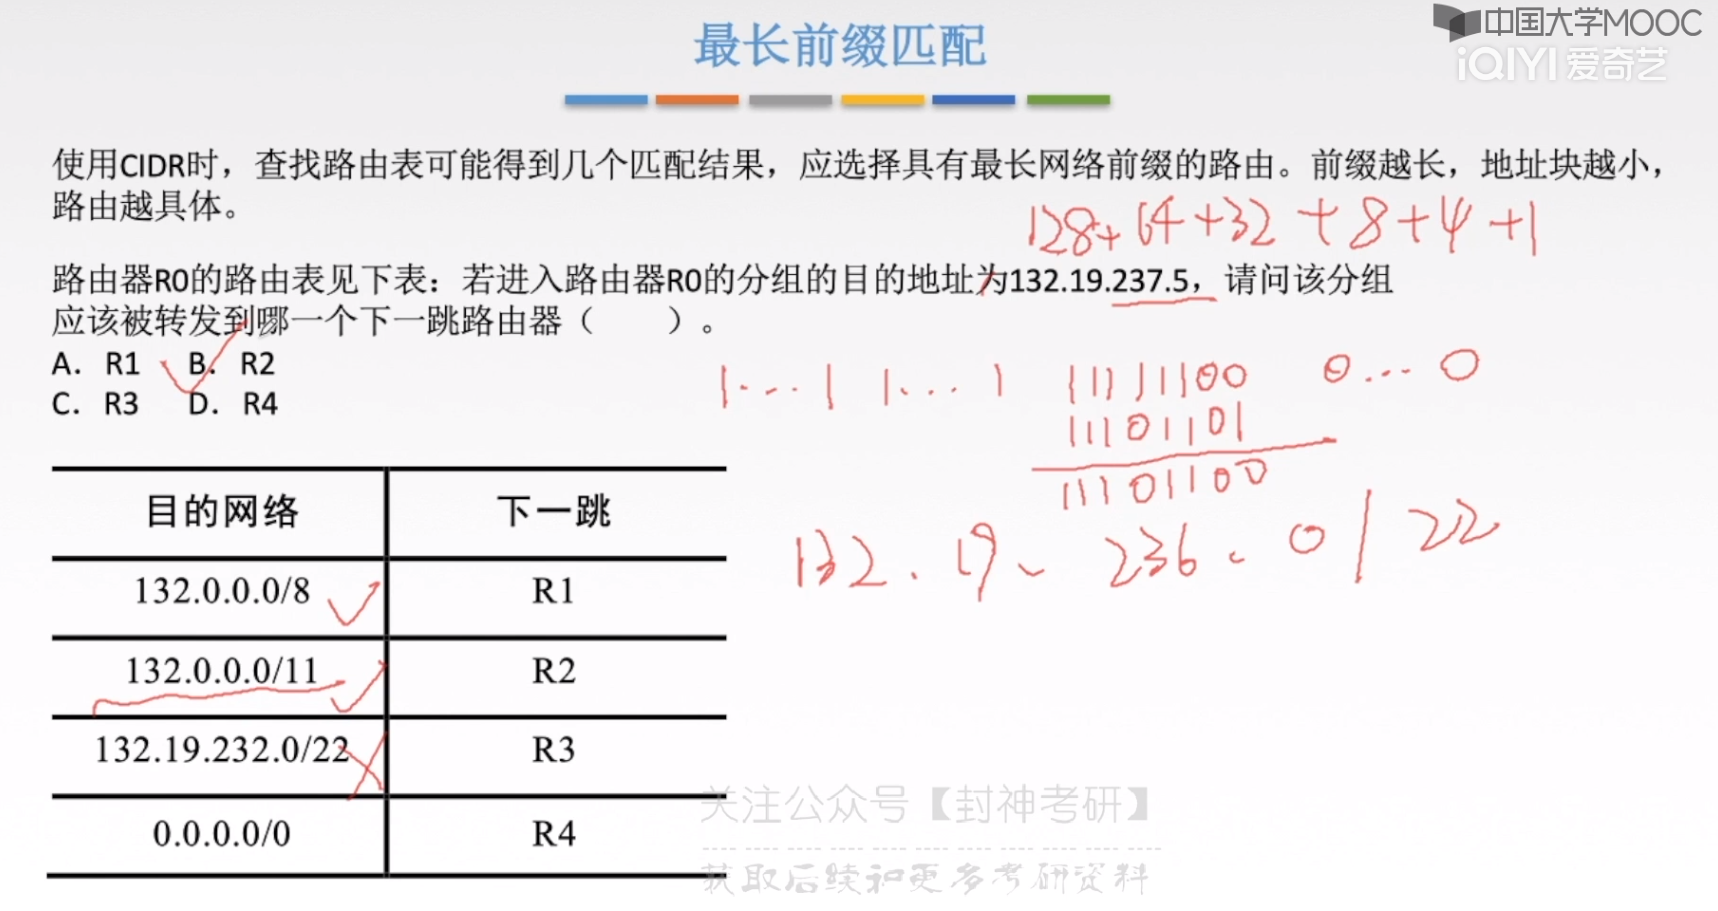 中国大学MOOC
iQIYI 爱奇艺
最长前缀匹配
使用CIDR时，查找路由表可能得到几个匹配结果，应选择具有最长网络前缀的路由。前缀越长，地址块越小，
路由越具体。
128+64+32+8+4+1
路由器R0的路由表见下表：若进入路由器R0的分组的目的地址为132.19.237.5，请问该分组
应该被转发到哪一个下一跳路由器（　　）。
A. R1 B. R2
C. R3 D. R4
1...1 1...1 11111100 0...0
11101101
11101100
132.19.236.0/22
目的网络 下一跳
132.0.0.0/8 R1
132.0.0.0/11 R2
132.19.232.0/22 R3
0.0.0.0/0 R4
关注公众号【封神考研】
获取后续和更多考研资料